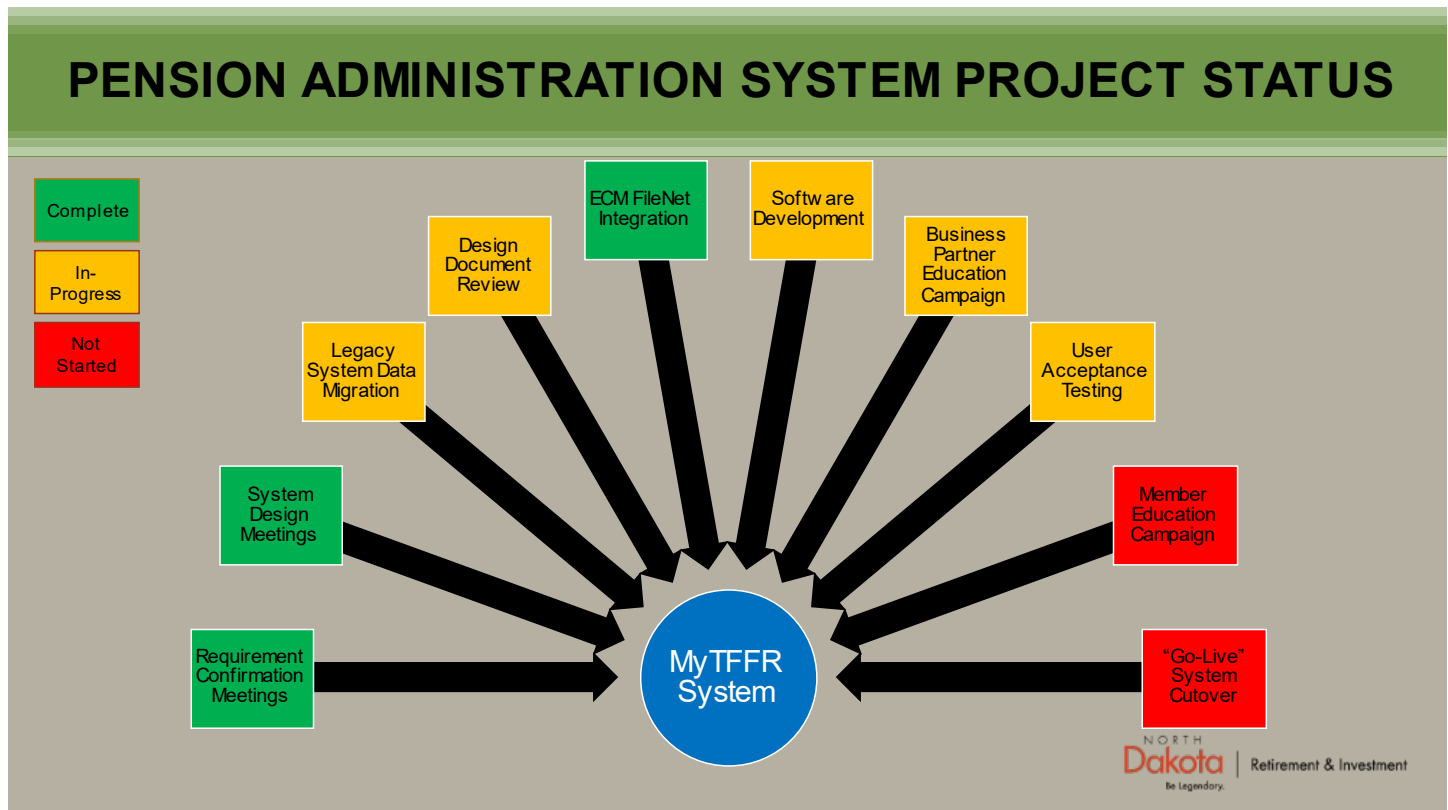 PENSION ADMINISTRATION SYSTEM PROJECT STATUS
Complete
In-
Progress
Not
Started
Requirement
Confirmation
Meetings
System
Design
Meetings
Legacy
System Data
Migration
Design
Document
Review
ECM FileNet
Integration
Software
Development
Business
Partner
Education
Campaign
User
Acceptance
Testing
Member
Education
Campaign
“Go-Live”
System
Cutover
MyTFFR
System
NORTH
Dakota
Be Legendary.
Retirement & Investment